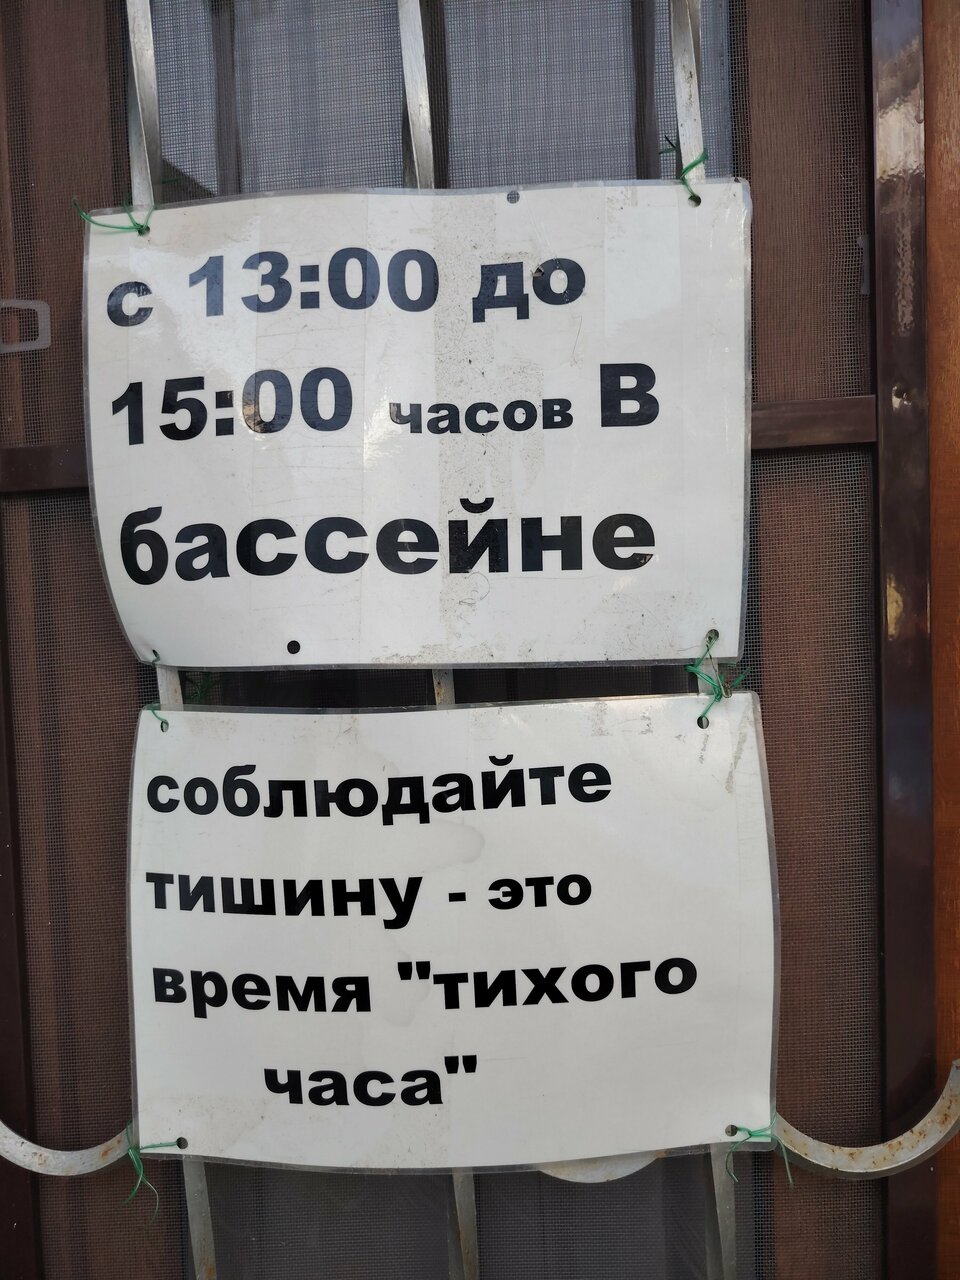 с 13:00 до
15:00 часов В
бассейне
соблюдайте
тишину - это
время "тихого
часа"